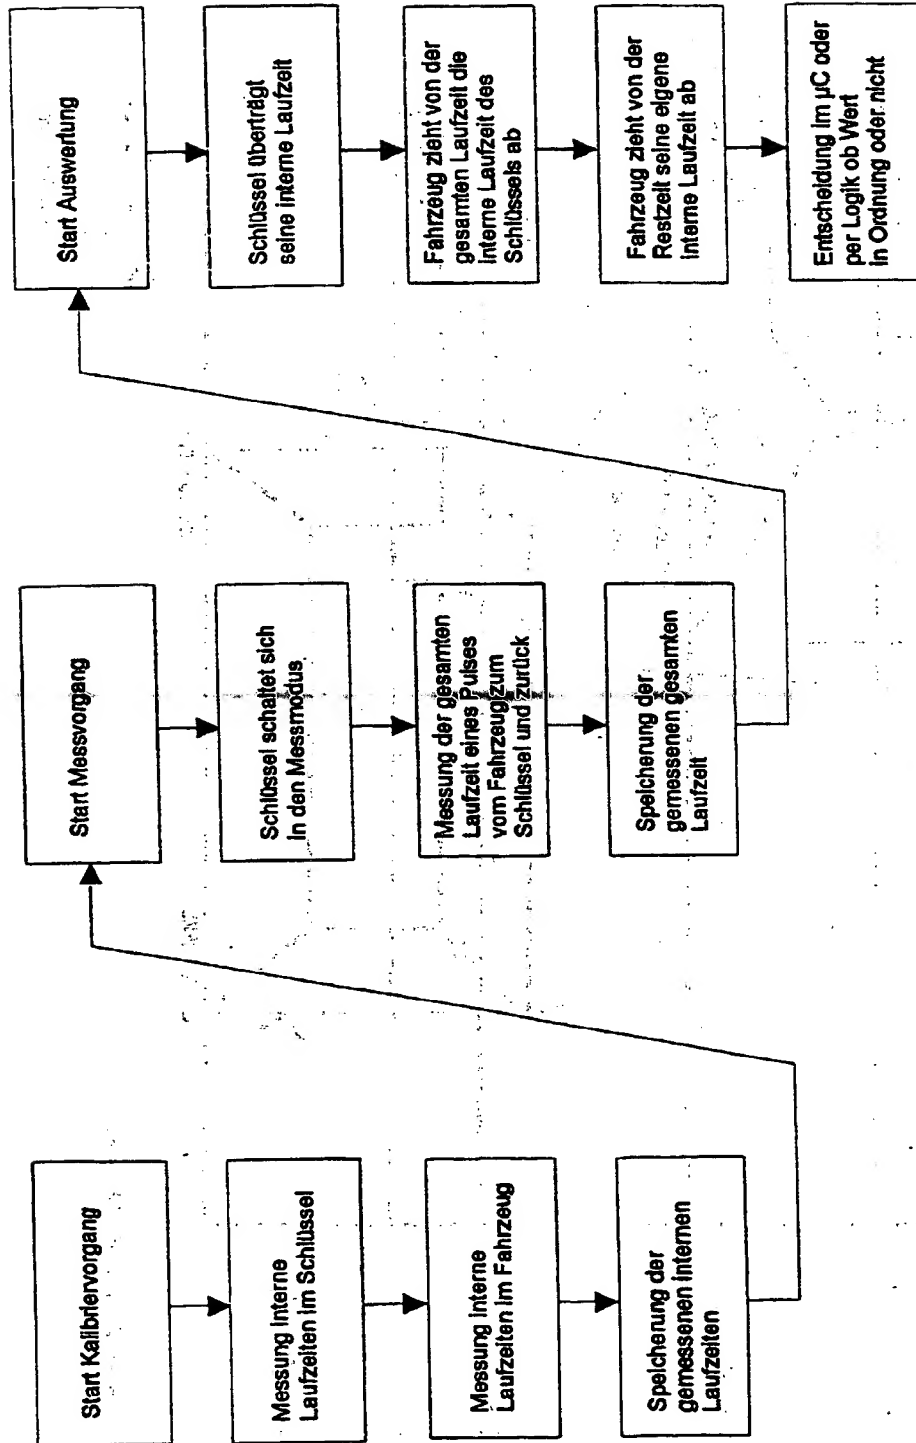 Start Kalibriervorgang
Messung interne
Laufzeiten im Schlüssel
Messung interne
Laufzeiten im Fahrzeug
Speicherung der
gemessenen internen
Laufzeiten
Start Messvorgang
Schlüssel schaltet sich
in den Messmodus
Messung der gesamten
Laufzeit eines Pulses
vom Fahrzeug zum
Schlüssel und zurück
Speicherung der
gemessenen gesamten
Laufzeit
Start Auswertung
Schlüssel überträgt
seine interne Laufzeit
Fahrzeug zieht von der
gesamten Laufzeit die
interne Laufzeit des
Schlüssels ab
Fahrzeug zieht von der
Restzeit seine eigene
interne Laufzeit ab
Entscheidung im µC oder
per Logik ob Wert
in Ordnung oder nicht